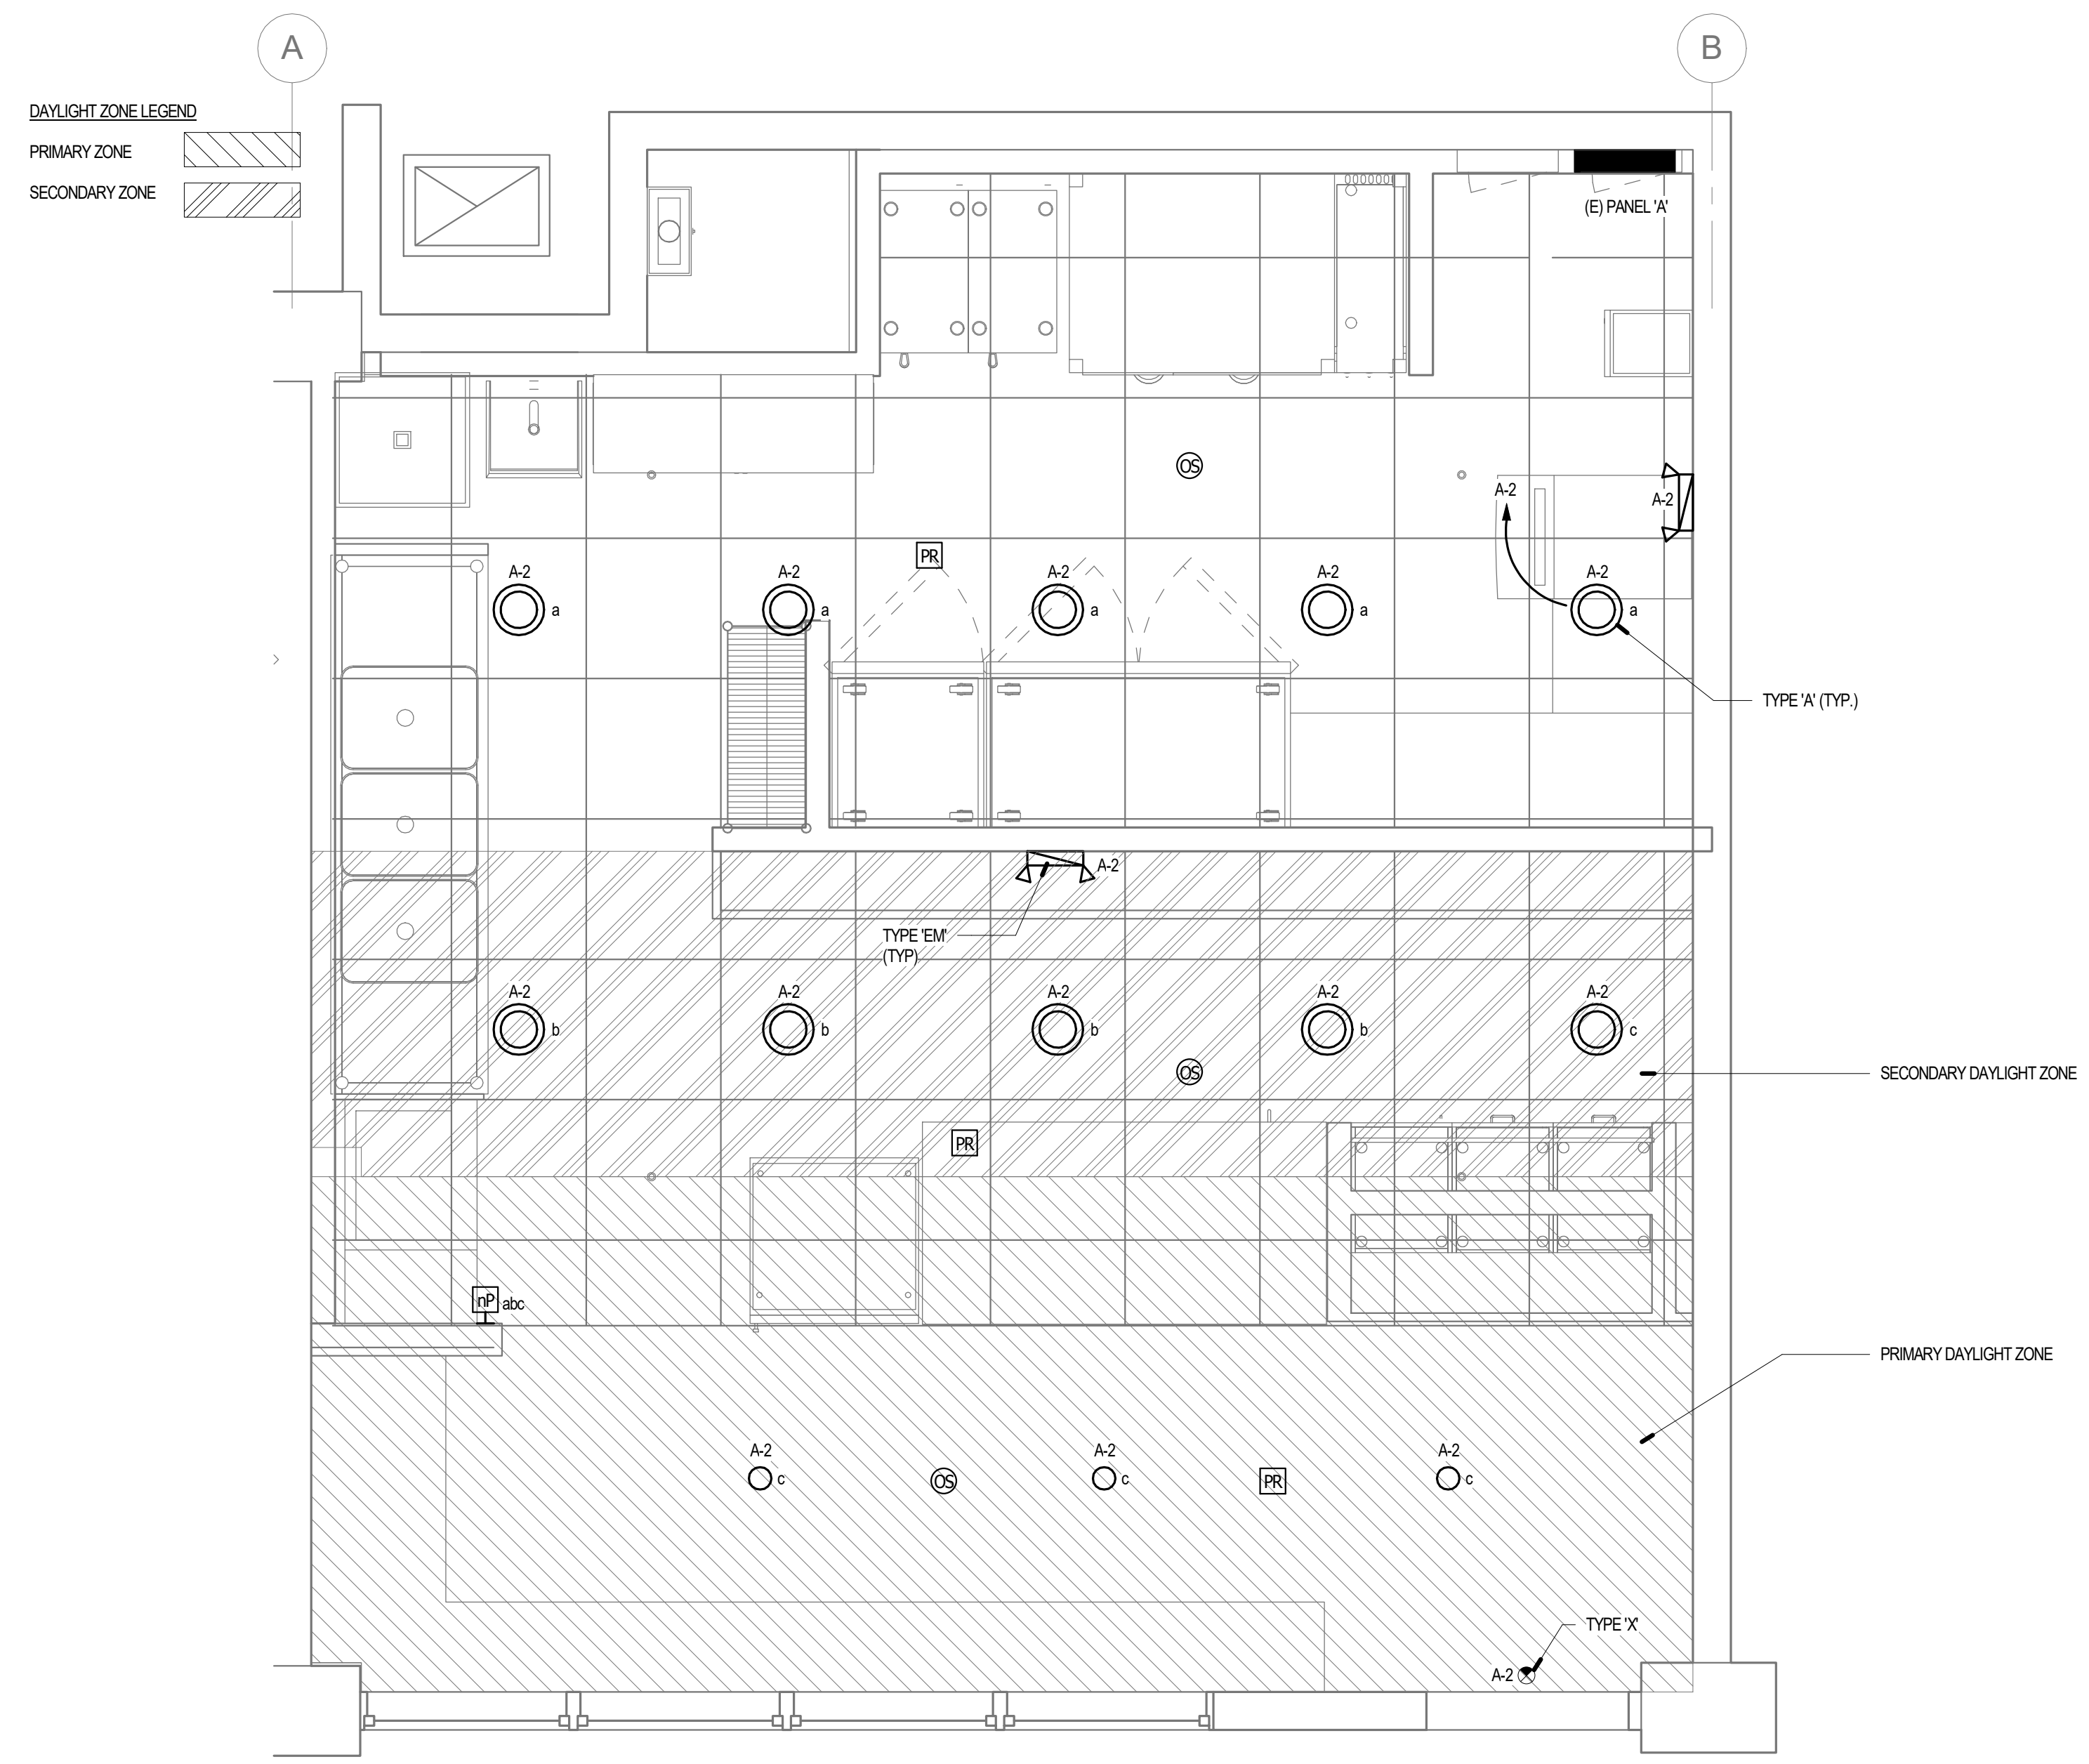 A
B
DAYLIGHT ZONE LEGEND
PRIMARY ZONE
SECONDARY ZONE
(E) PANEL 'A'
OS
A-2
A-2
PR
A-2
A-2
A-2
A-2
A-2
a
a
a
a
a
TYPE 'A' (TYP.)
A-2
TYPE 'EM'
(TYP)
A-2
A-2
A-2
A-2
A-2
b
b
b
b
c
OS
SECONDARY DAYLIGHT ZONE
PR
nP abc
PRIMARY DAYLIGHT ZONE
A-2
A-2
A-2
c
OS
c
PR
c
TYPE 'X'
A-2